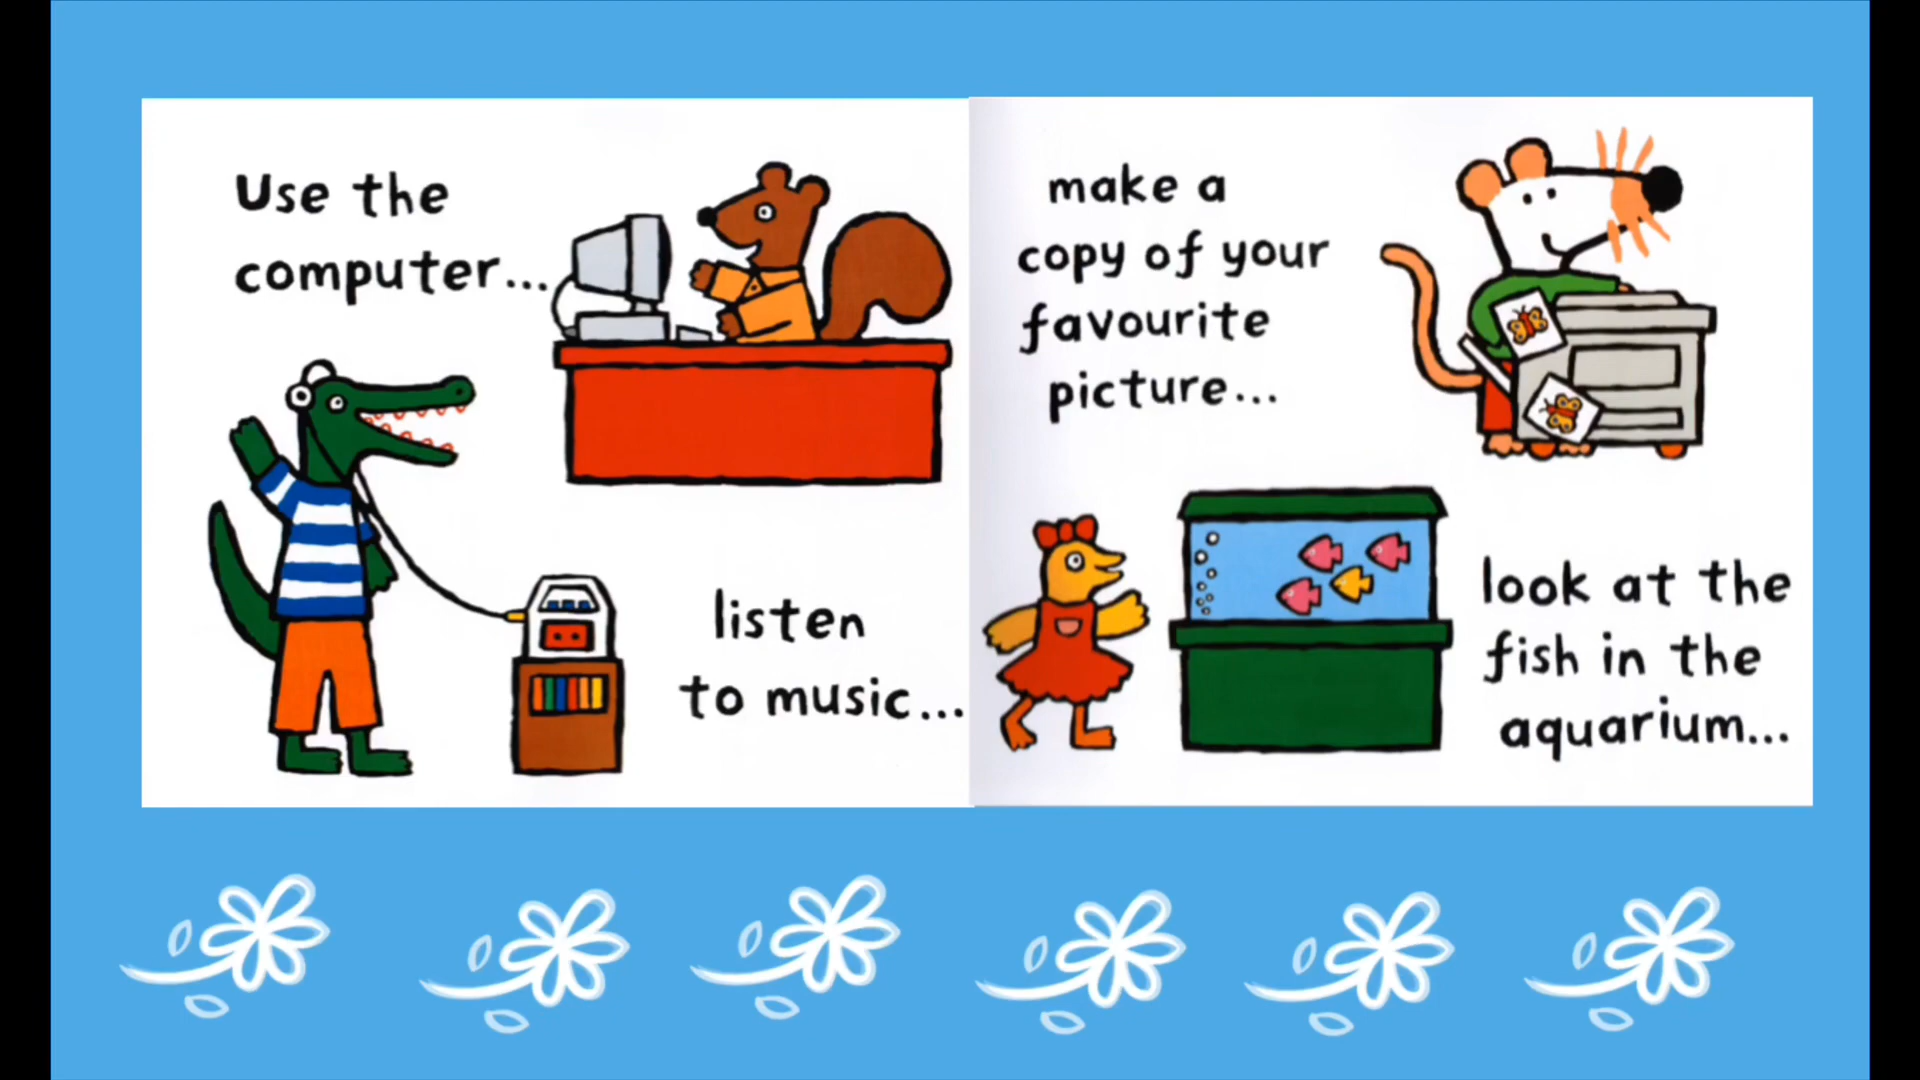 Use the
computer...
listen
to music...
make a
copy of your
favourite
picture...
look at the
fish in the
aquarium...